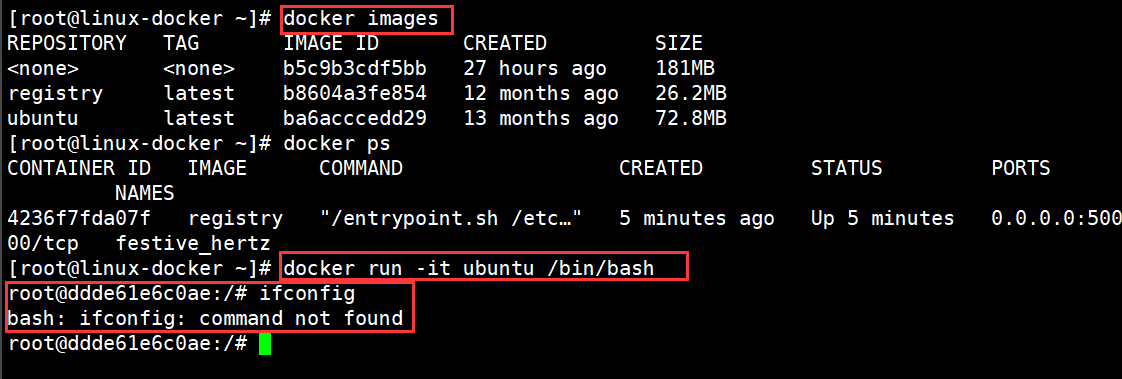 [root@linux-docker ~]# docker images
REPOSITORY   TAG       IMAGE ID       CREATED         SIZE
<none>       <none>    b5c9b3cdf5bb   27 hours ago    181MB
registry     latest    b8604a3fe854   12 months ago   26.2MB
ubuntu       latest    ba6acccedd29   13 months ago   72.8MB
[root@linux-docker ~]# docker ps
CONTAINER ID   IMAGE      COMMAND                  CREATED         STATUS         PORTS
         NAMES
4236f7fda07f   registry   "/entrypoint.sh /etc…"   5 minutes ago   Up 5 minutes   0.0.0.0:500
00/tcp   festive_hertz
[root@linux-docker ~]# docker run -it ubuntu /bin/bash
root@ddde61e6c0ae:/# ifconfig
bash: ifconfig: command not found
root@ddde61e6c0ae:/#